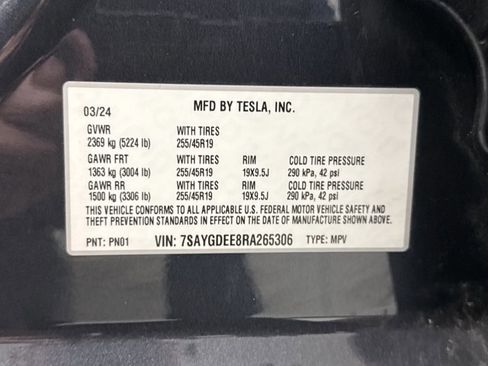 03/24 MFD BY TESLA, INC.
GVWR WITH TIRES
2369 kg (5224 lb) 255/45R19
GAWR FRT WITH TIRES RIM COLD TIRE PRESSURE
1363 kg (3004 lb) 255/45R19 19X9.5J 290 kPa, 42 psi
GAWR RR WITH TIRES RIM COLD TIRE PRESSURE
1500 kg (3306 lb) 255/45R19 19X9.5J 290 kPa, 42 psi
THIS VEHICLE CONFORMS TO ALL APPLICABLE U.S. FEDERAL MOTOR VEHICLE SAFETY AND
THEFT PREVENTION STANDARDS IN EFFECT ON THE DATE OF MANUFACTURE SHOWN ABOVE.
PNT: PN01 VIN: 7SAYGDEE8RA265306 TYPE: MPV